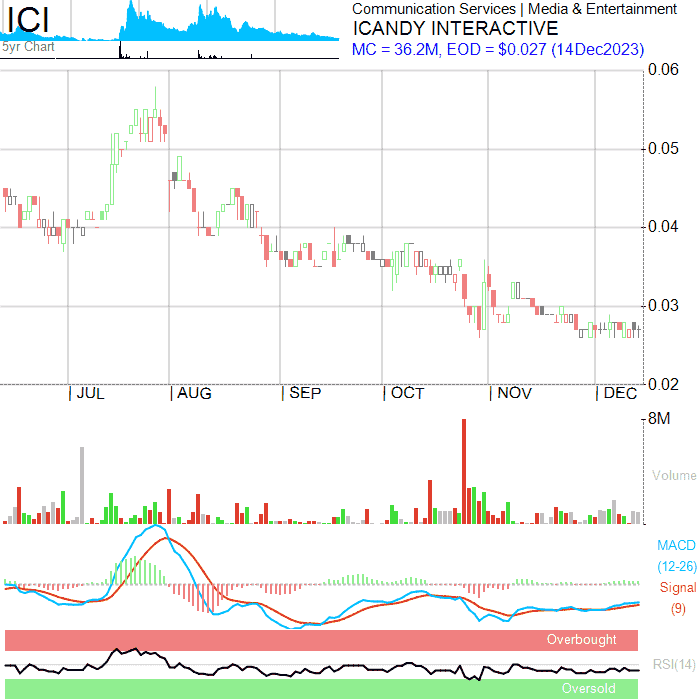 ICI
5yr Chart
Communication Services | Media & Entertainment
ICANDY INTERACTIVE
MC = 36.2M, EOD = $0.027 (14Dec2023)
0.06
0.05
0.04
0.03
0.02
JUL
AUG
SEP
OCT
NOV
DEC
8M
Volume
MACD
(12-26)
Signal
(9)
Overbought
RSI(14)
Oversold